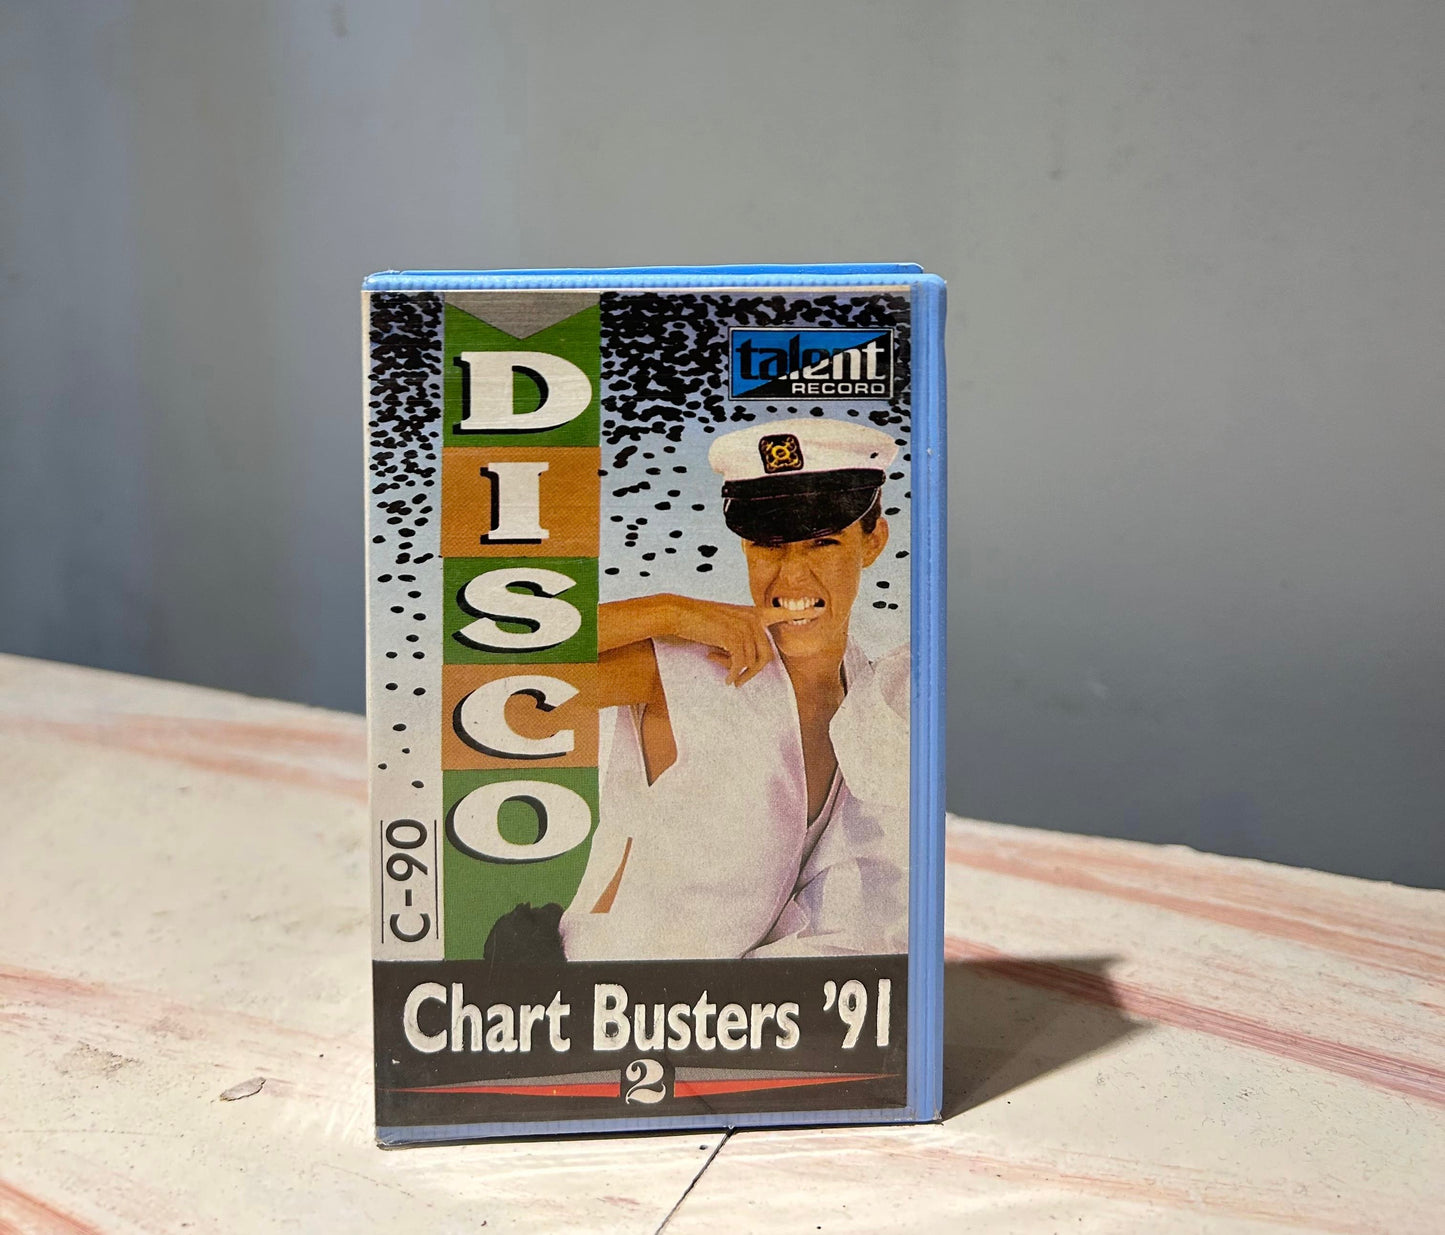 DISCO
talent
RECORD
C-90
Chart Busters '91
2